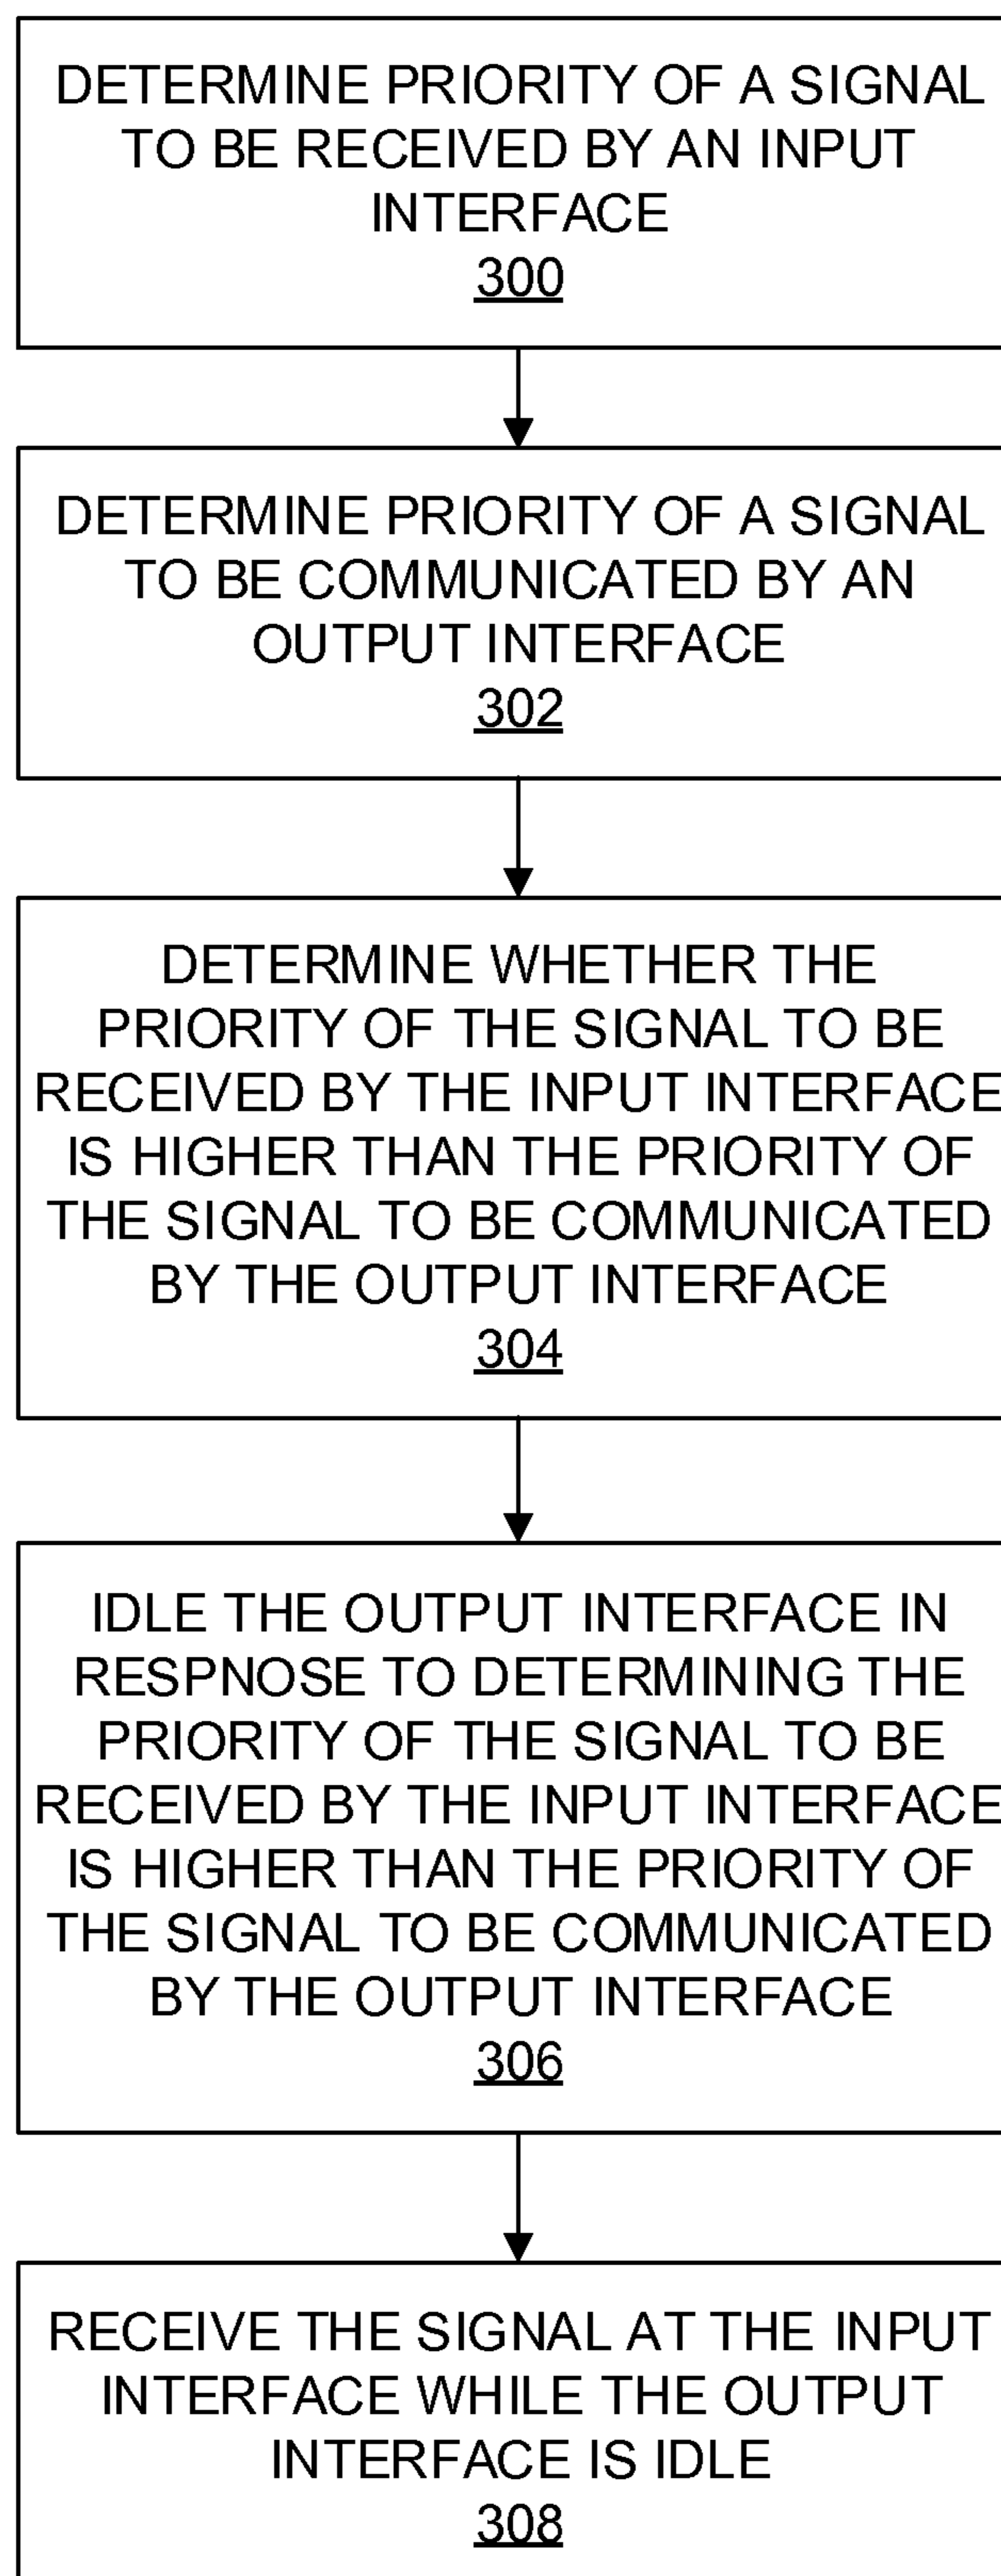 DETERMINE PRIORITY OF A SIGNAL
TO BE RECEIVED BY AN INPUT
INTERFACE
300
DETERMINE PRIORITY OF A SIGNAL
TO BE COMMUNICATED BY AN
OUTPUT INTERFACE
302
DETERMINE WHETHER THE
PRIORITY OF THE SIGNAL TO BE
RECEIVED BY THE INPUT INTERFACE
IS HIGHER THAN THE PRIORITY OF
THE SIGNAL TO BE COMMUNICATED
BY THE OUTPUT INTERFACE
304
IDLE THE OUTPUT INTERFACE IN
RESPNOSE TO DETERMINING THE
PRIORITY OF THE SIGNAL TO BE
RECEIVED BY THE INPUT INTERFACE
IS HIGHER THAN THE PRIORITY OF
THE SIGNAL TO BE COMMUNICATED
BY THE OUTPUT INTERFACE
306
RECEIVE THE SIGNAL AT THE INPUT
INTERFACE WHILE THE OUTPUT
INTERFACE IS IDLE
308